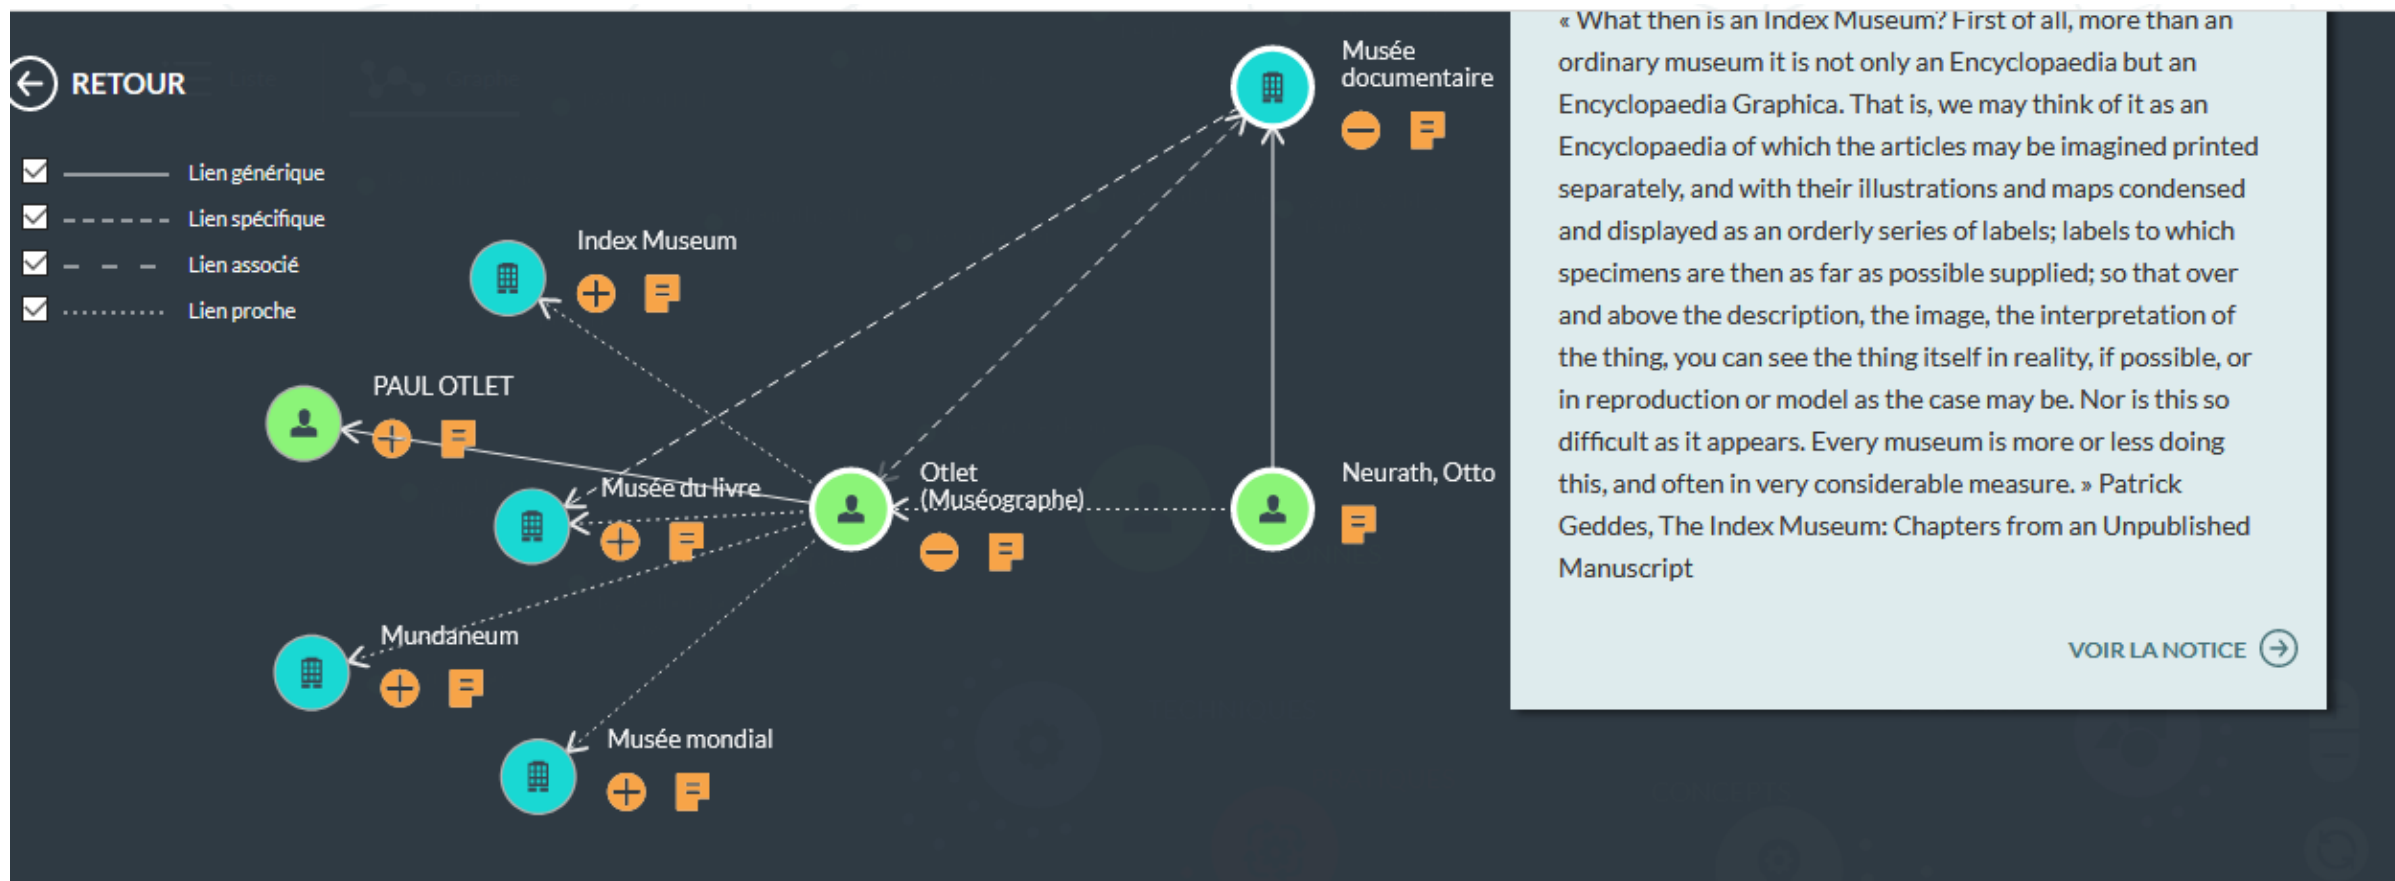 RETOUR
Lien générique
Lien spécifique
Lien associé
Lien proche
Musée
documentaire
Index Museum
PAUL OTLET
Musée du livre
Otlet
(Muséographe)
Neurath, Otto
Mundaneum
Musée mondial
« What then is an Index Museum? First of all, more than an
ordinary museum it is not only an Encyclopaedia but an
Encyclopaedia Graphica. That is, we may think of it as an
Encyclopaedia of which the articles may be imagined printed
separately, and with their illustrations and maps condensed
and displayed as an orderly series of labels; labels to which
specimens are then as far as possible supplied; so that over
and above the description, the image, the interpretation of
the thing, you can see the thing itself in reality, if possible, or
in reproduction or model as the case may be. Nor is this so
difficult as it appears. Every museum is more or less doing
this, and often in very considerable measure. » Patrick
Geddes, The Index Museum: Chapters from an Unpublished
Manuscript
VOIR LA NOTICE